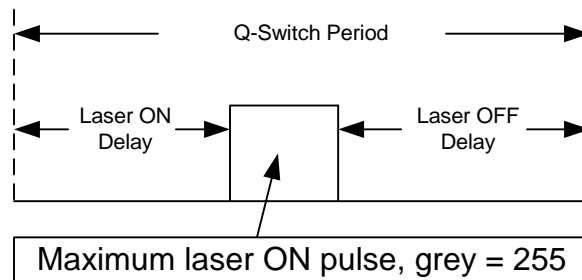 Q-Switch Period
Laser ON
Delay
Laser OFF
Delay
Maximum laser ON pulse, grey = 255